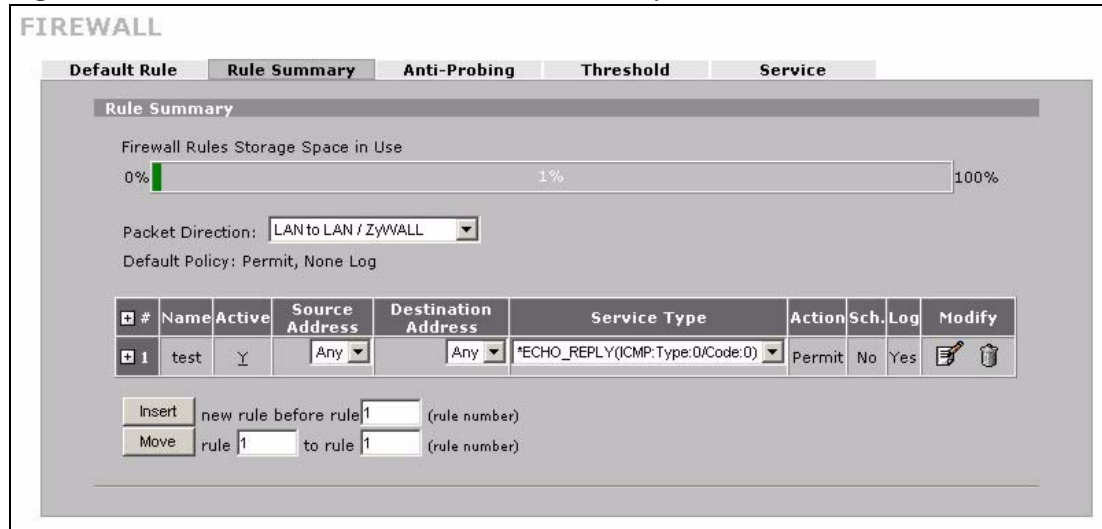 FIREWALL
Default Rule Rule Summary Anti-Probing Threshold Service
Rule Summary
Firewall Rules Storage Space in Use
0% 1% 100%
Packet Direction: LAN to LAN / ZyWALL
Default Policy: Permit, None Log
# Name Active Source Address Destination Address Service Type Action Sch. Log Modify
1 test Y Any Any *ECHO_REPLY(ICMP:Type:0/Code:0) Permit No Yes
Insert new rule before rule 1 (rule number)
Move rule 1 to rule 1 (rule number)